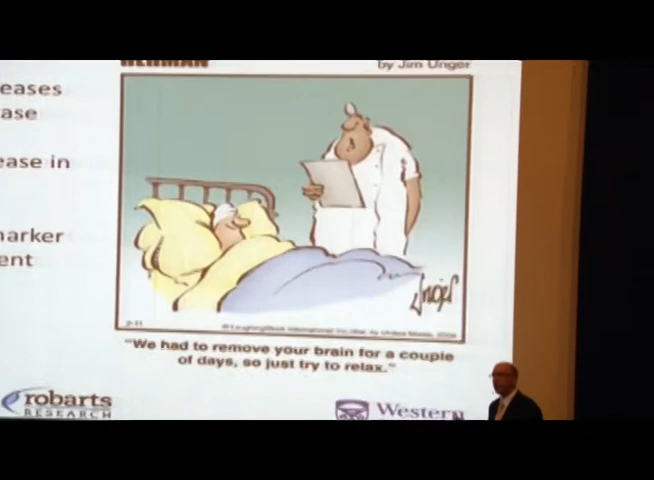 HERMAN
by Jim Unger
eases
ase
ease in
arker
ent
Unger
"We had to remove your brain for a couple
of days, so just try to relax."
robarts
RESEARCH
Western